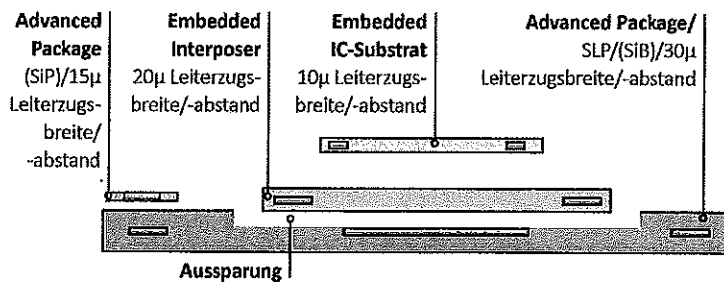 Advanced
Package
(SiP)/15µ
Leiterzugs-
breite/
-abstand
Embedded
Interposer
20µ Leiterzugs-
breite/-abstand
Embedded
IC-Substrat
10µ Leiterzugs-
breite/-abstand
Advanced Package/
SLP/(SiB)/30µ
Leiterzugsbreite/-abstand
Aussparung